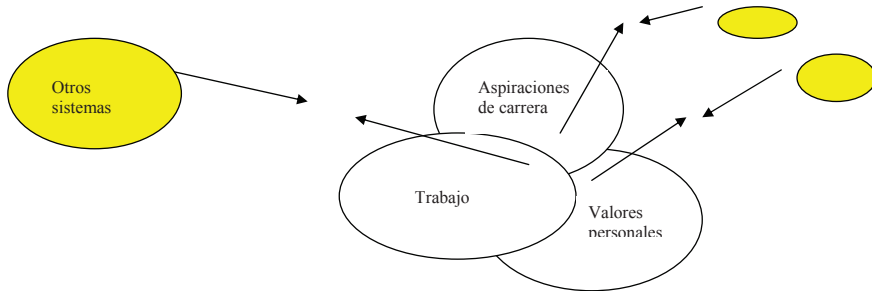 Otros
sistemas
Aspiraciones
de carrera
Trabajo
Valores
personales